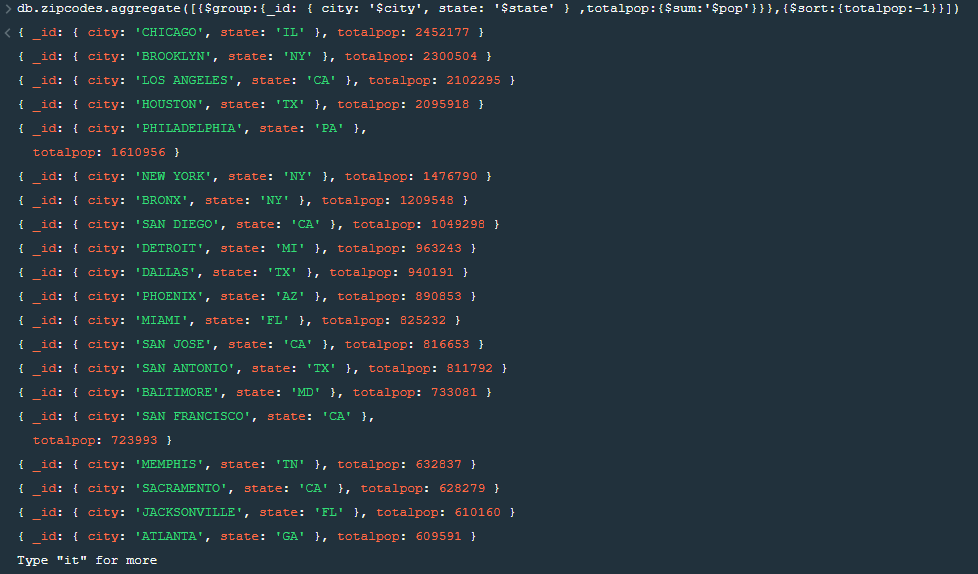 > db.zipcodes.aggregate([{$group:{_id: { city: '$city', state: '$state' } ,totalpop:{$sum:'$pop'}}},{$sort:{totalpop:-1}}])
< { _id: { city: 'CHICAGO', state: 'IL' }, totalpop: 2452177 }
{ _id: { city: 'BROOKLYN', state: 'NY' }, totalpop: 2300504 }
{ _id: { city: 'LOS ANGELES', state: 'CA' }, totalpop: 2102295 }
{ _id: { city: 'HOUSTON', state: 'TX' }, totalpop: 2095918 }
{ _id: { city: 'PHILADELPHIA', state: 'PA' },
  totalpop: 1610956 }
{ _id: { city: 'NEW YORK', state: 'NY' }, totalpop: 1476790 }
{ _id: { city: 'BRONX', state: 'NY' }, totalpop: 1209548 }
{ _id: { city: 'SAN DIEGO', state: 'CA' }, totalpop: 1049298 }
{ _id: { city: 'DETROIT', state: 'MI' }, totalpop: 963243 }
{ _id: { city: 'DALLAS', state: 'TX' }, totalpop: 940191 }
{ _id: { city: 'PHOENIX', state: 'AZ' }, totalpop: 890853 }
{ _id: { city: 'MIAMI', state: 'FL' }, totalpop: 825232 }
{ _id: { city: 'SAN JOSE', state: 'CA' }, totalpop: 816653 }
{ _id: { city: 'SAN ANTONIO', state: 'TX' }, totalpop: 811792 }
{ _id: { city: 'BALTIMORE', state: 'MD' }, totalpop: 733081 }
{ _id: { city: 'SAN FRANCISCO', state: 'CA' },
  totalpop: 723993 }
{ _id: { city: 'MEMPHIS', state: 'TN' }, totalpop: 632837 }
{ _id: { city: 'SACRAMENTO', state: 'CA' }, totalpop: 628279 }
{ _id: { city: 'JACKSONVILLE', state: 'FL' }, totalpop: 610160 }
{ _id: { city: 'ATLANTA', state: 'GA' }, totalpop: 609591 }
Type "it" for more